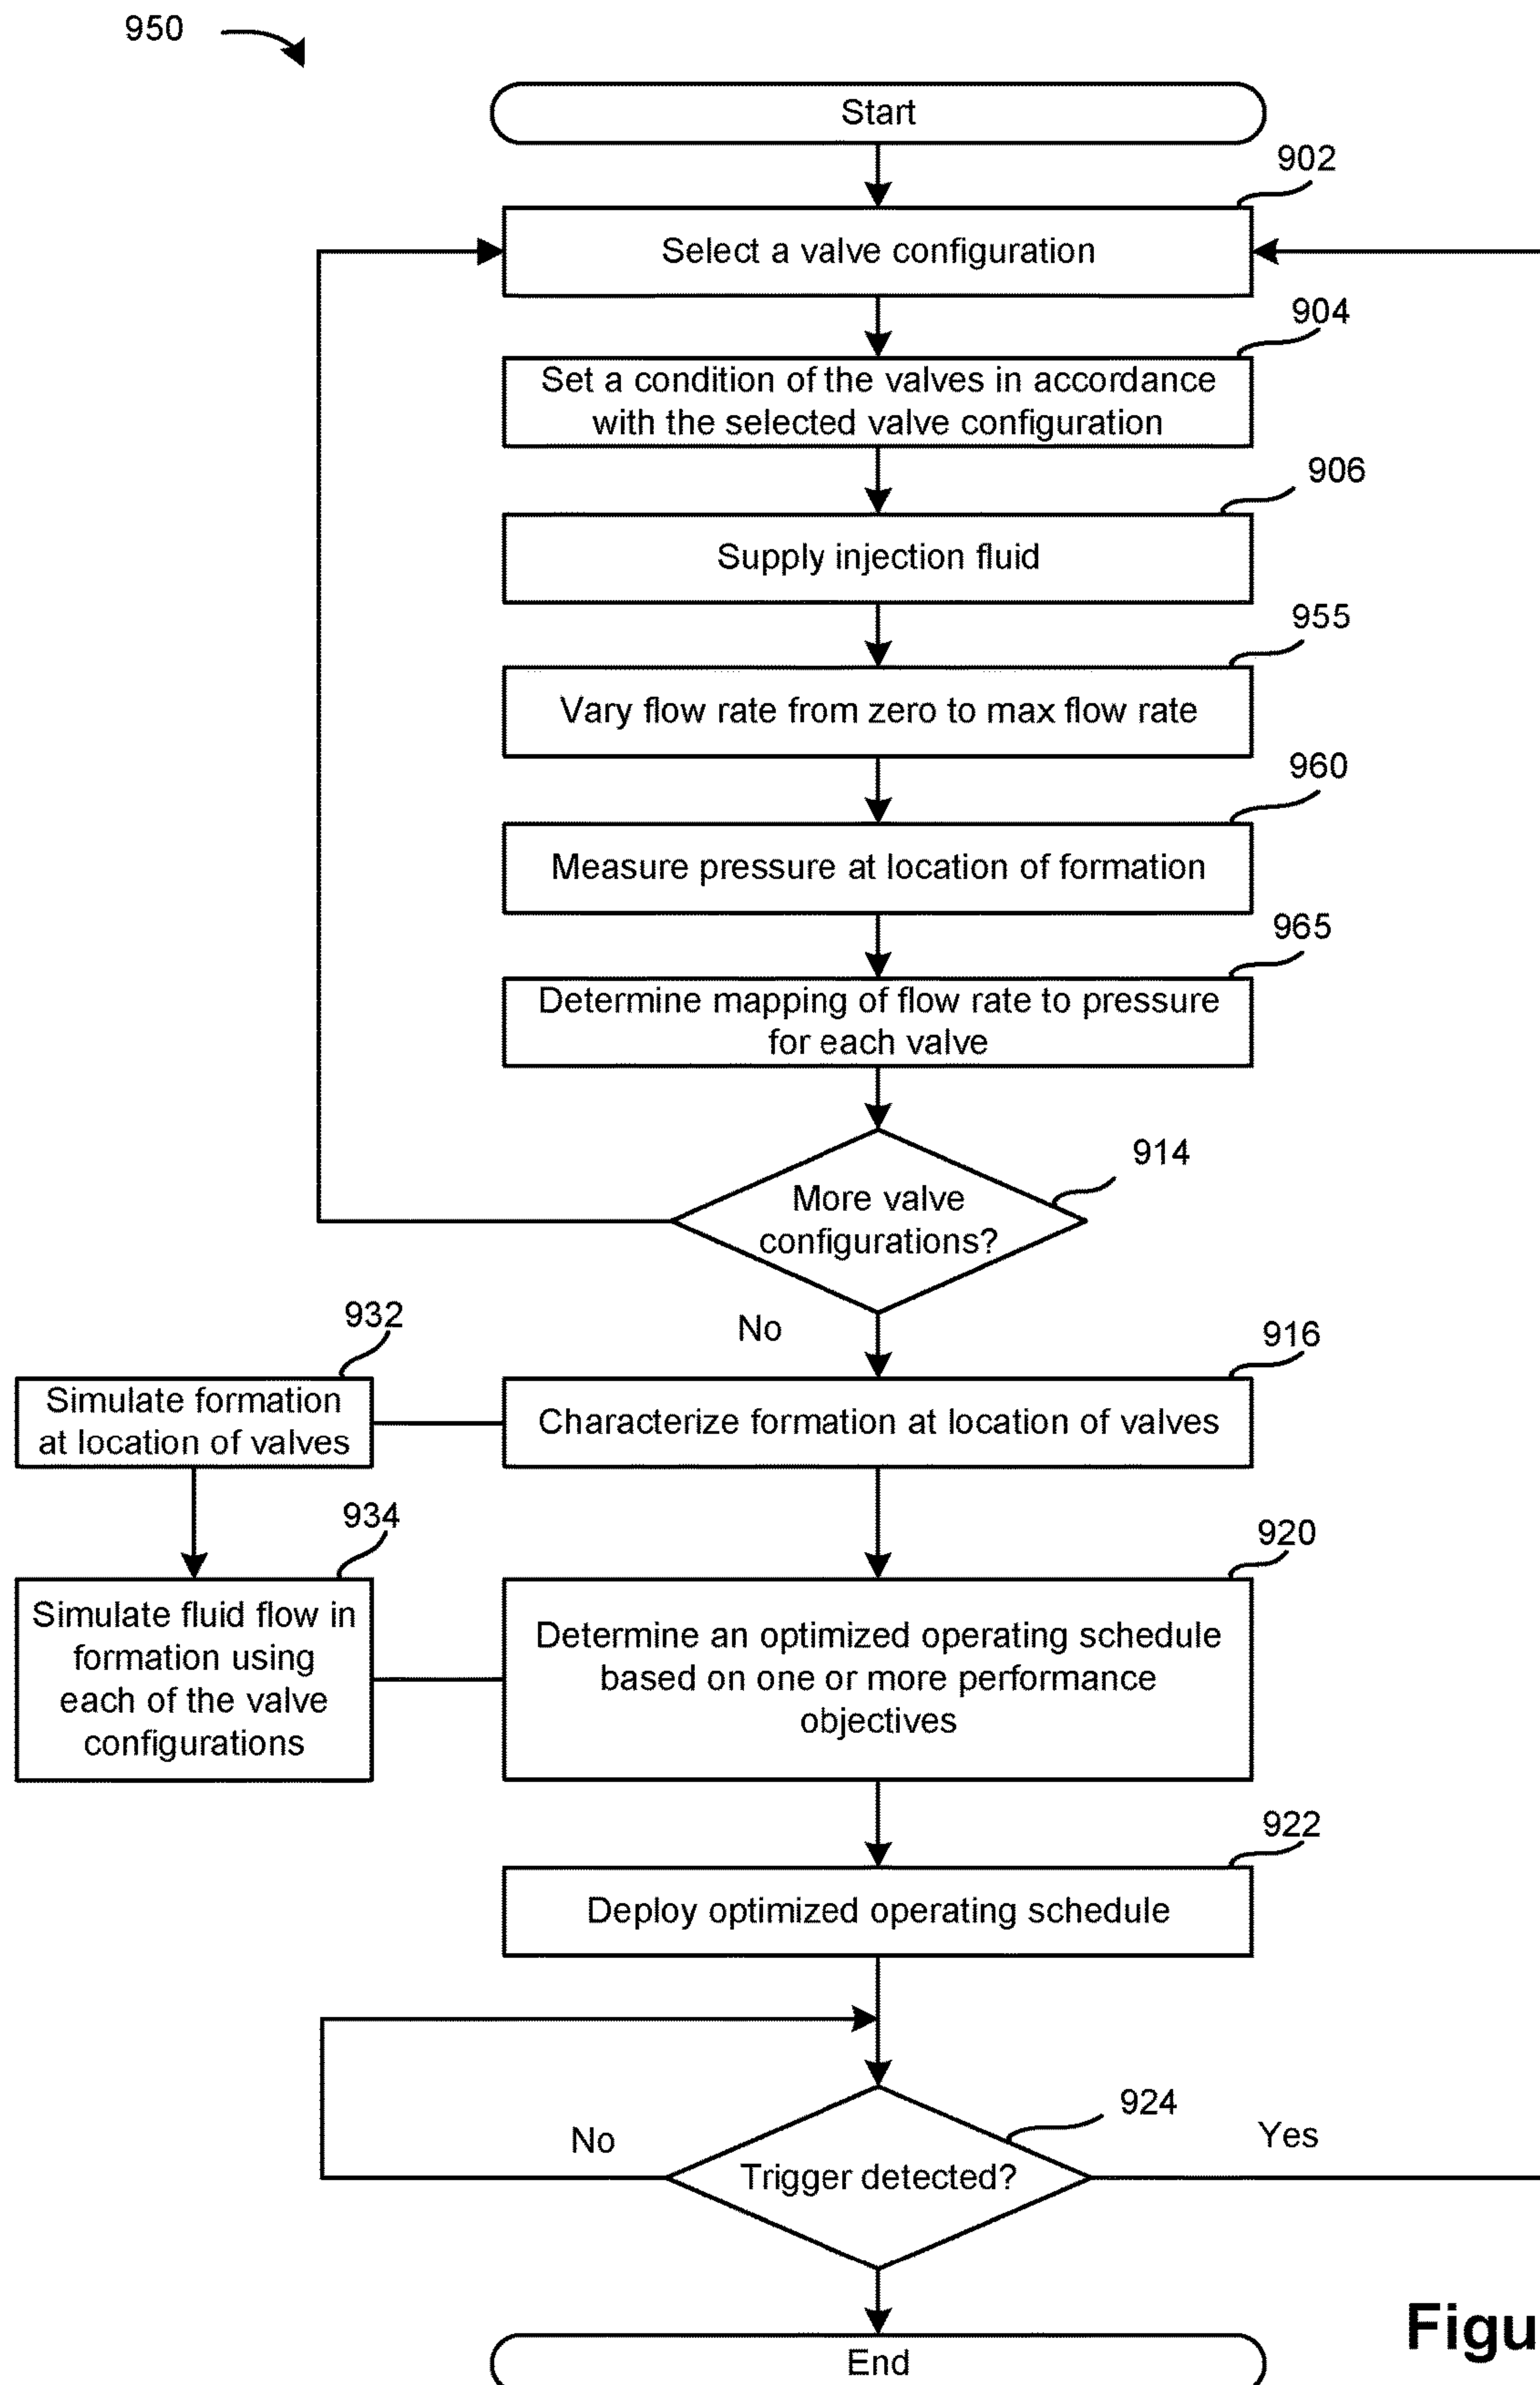 950
Start
902
Select a valve configuration
904
Set a condition of the valves in accordance
with the selected valve configuration
906
Supply injection fluid
955
Vary flow rate from zero to max flow rate
960
Measure pressure at location of formation
965
Determine mapping of flow rate to pressure
for each valve
914
More valve
configurations?
No
932
Simulate formation
at location of valves
916
Characterize formation at location of valves
934
Simulate fluid flow in
formation using
each of the valve
configurations
920
Determine an optimized operating schedule
based on one or more performance
objectives
922
Deploy optimized operating schedule
924
No
Trigger detected?
Yes
End
Figu